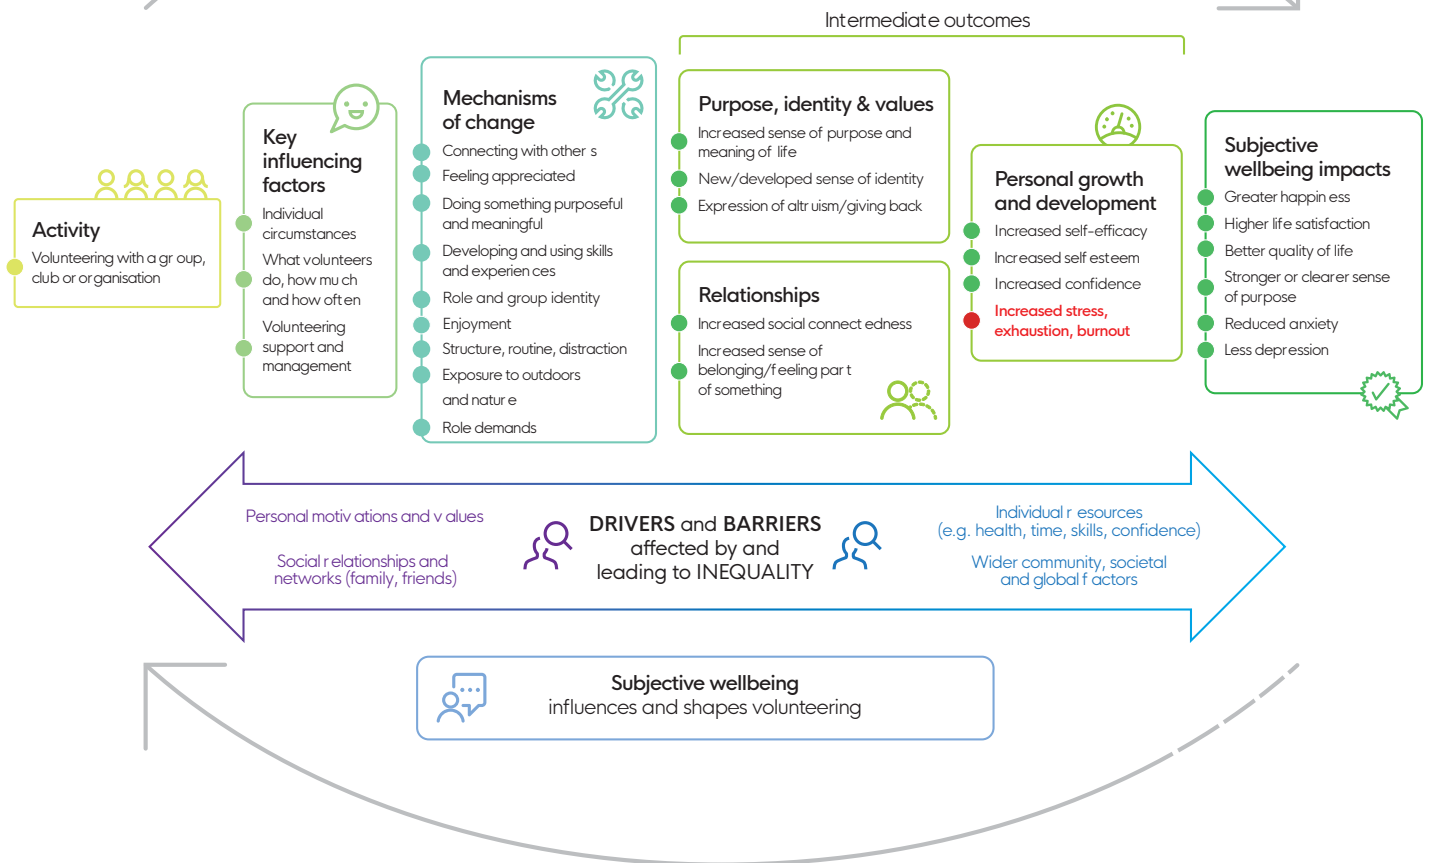 Intermediate outcomes
Activity
Volunteering with a group,
club or organisation
Key
influencing
factors
Individual
circumstances
What volunteers
do, how much
and how often
Volunteering
support and
management
Mechanisms
of change
Connecting with others
Feeling appreciated
Doing something purposeful
and meaningful
Developing and using skills
and experiences
Role and group identity
Enjoyment
Structure, routine, distraction
Exposure to outdoors
and nature
Role demands
Purpose, identity & values
Increased sense of purpose and
meaning of life
New/developed sense of identity
Expression of altruism/giving back
Relationships
Increased social connectedness
Increased sense of
belonging/feeling part
of something
Personal growth
and development
Increased self-efficacy
Increased self esteem
Increased confidence
Increased stress,
exhaustion, burnout
Subjective
wellbeing impacts
Greater happiness
Higher life satisfaction
Better quality of life
Stronger or clearer sense
of purpose
Reduced anxiety
Less depression
Personal motivations and values
Social relationships and
networks (family, friends)
DRIVERS and BARRIERS
affected by and
leading to INEQUALITY
Individual resources
(e.g. health, time, skills, confidence)
Wider community, societal
and global factors
Subjective wellbeing
influences and shapes volunteering